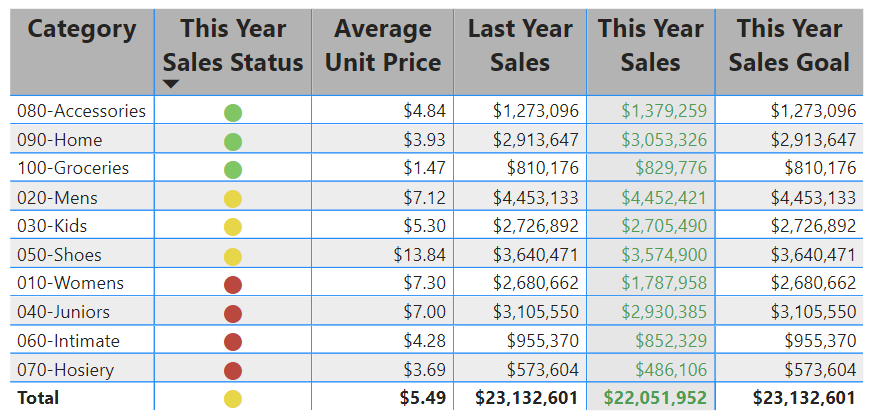 Category This Year Sales Status Average Unit Price Last Year Sales This Year Sales This Year Sales Goal
080-Accessories $4.84 $1,273,096 $1,379,259 $1,273,096
090-Home $3.93 $2,913,647 $3,053,326 $2,913,647
100-Groceries $1.47 $810,176 $829,776 $810,176
020-Mens $7.12 $4,453,133 $4,452,421 $4,453,133
030-Kids $5.30 $2,726,892 $2,705,490 $2,726,892
050-Shoes $13.84 $3,640,471 $3,574,900 $3,640,471
010-Womens $7.30 $2,680,662 $1,787,958 $2,680,662
040-Juniors $7.00 $3,105,550 $2,930,385 $3,105,550
060-Intimate $4.28 $955,370 $852,329 $955,370
070-Hosiery $3.69 $573,604 $486,106 $573,604
Total $5.49 $23,132,601 $22,051,952 $23,132,601